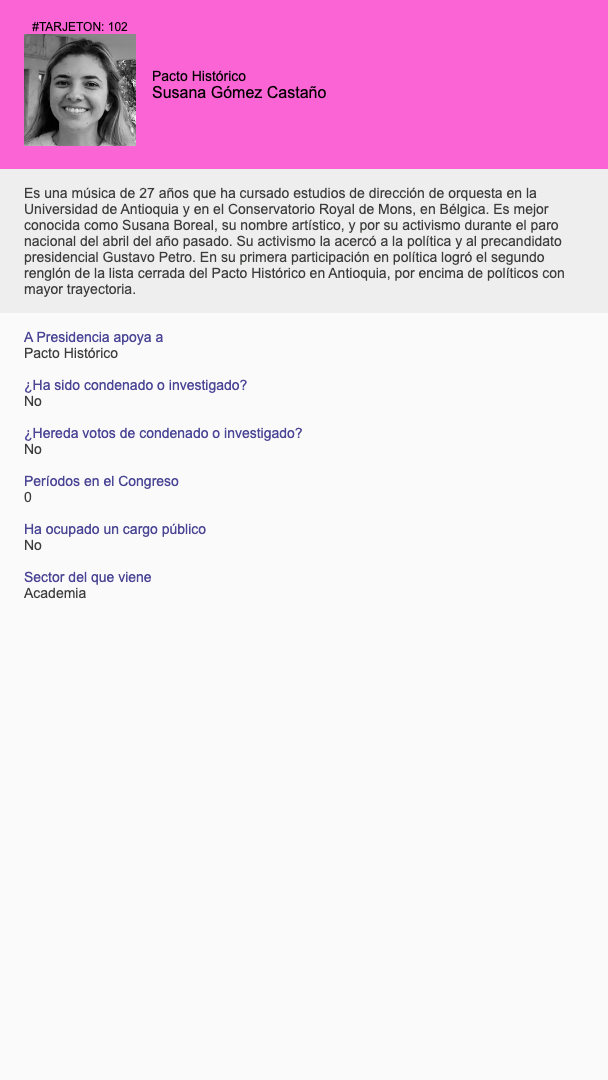 #TARJETON: 102
Pacto Histórico
Susana Gómez Castaño
Es una música de 27 años que ha cursado estudios de dirección de orquesta en la
Universidad de Antioquia y en el Conservatorio Royal de Mons, en Bélgica. Es mejor
conocida como Susana Boreal, su nombre artístico, y por su activismo durante el paro
nacional del abril del año pasado. Su activismo la acercó a la política y al precandidato
presidencial Gustavo Petro. En su primera participación en política logró el segundo
renglón de la lista cerrada del Pacto Histórico en Antioquia, por encima de políticos con
mayor trayectoria.
A Presidencia apoya a
Pacto Histórico
¿Ha sido condenado o investigado?
No
¿Hereda votos de condenado o investigado?
No
Períodos en el Congreso
0
Ha ocupado un cargo público
No
Sector del que viene
Academia